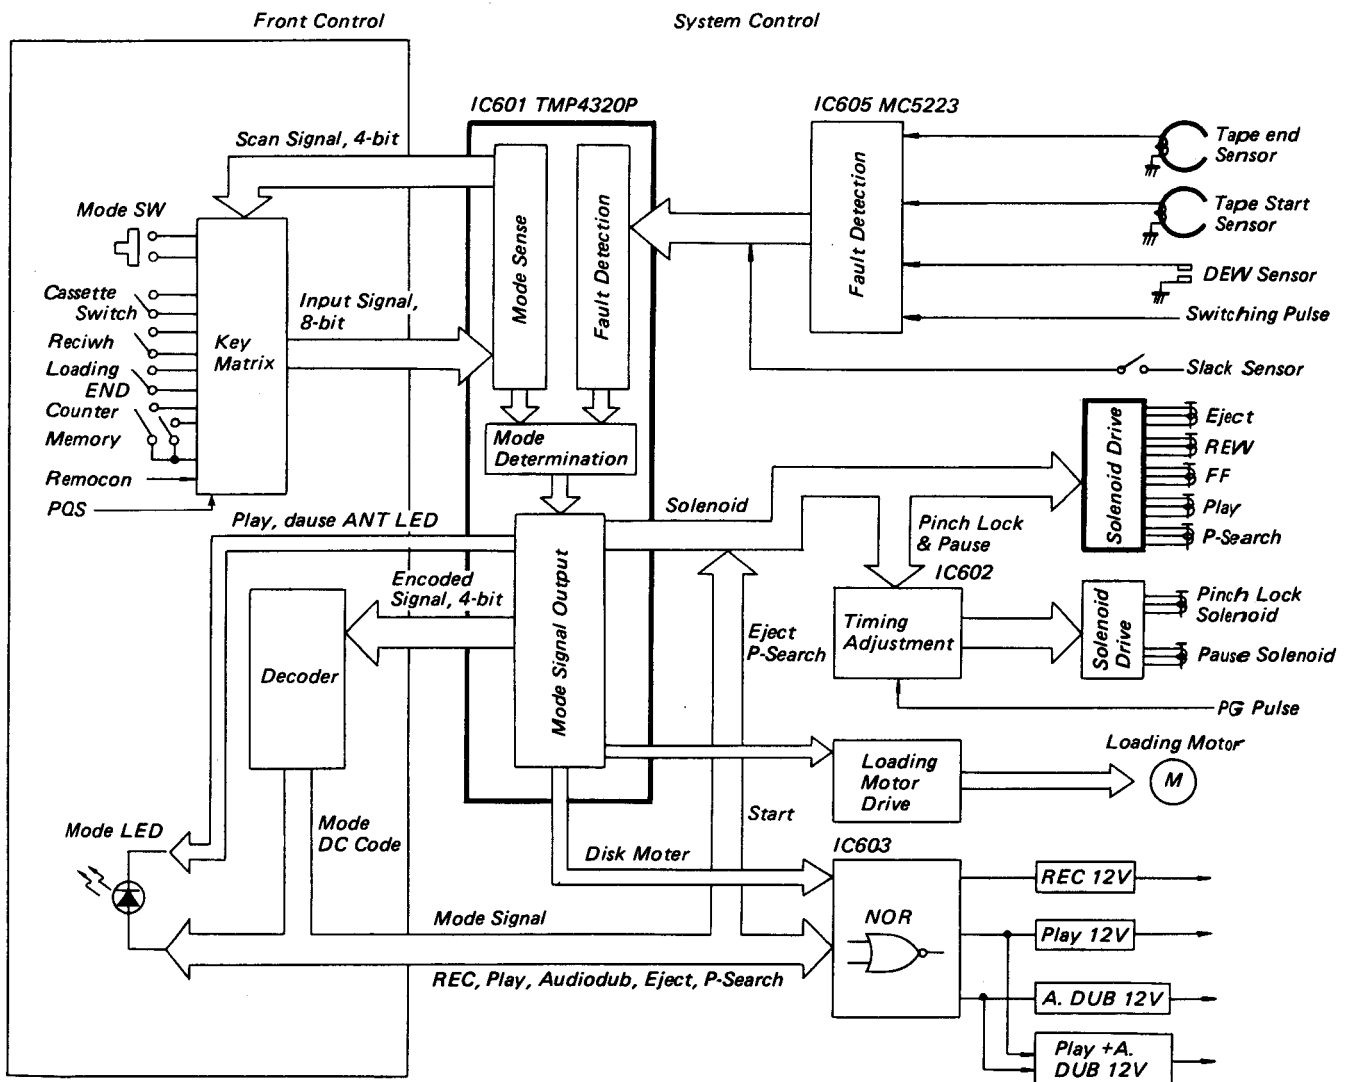 Front Control
System Control
IC601 TMP4320P
IC605 MC5223
Scan Signal, 4-bit
Tape end
Sensor
Mode SW
Mode Sense
Fault Detection
Fault Detection
Tape Start
Sensor
DEW Sensor
Cassette
Switch
Input Signal,
8-bit
Switching Pulse
Reciwh
Key
Matrix
Loading
END
Slack Sensor
Counter
Memory
Mode
Determination
Solenoid Drive
Eject
REW
FF
Play
P-Search
Remocon
PQS
Play, dause ANT LED
Solenoid
Pinch Lock
& Pause
IC602
Encoded
Signal, 4-bit
Mode Signal Output
Eject
P-Search
Timing
Adjustment
Solenoid
Drive
Pinch Lock
Solenoid
Pause Solenoid
Decoder
PG Pulse
Loading Motor
Loading
Motor
Drive
M
Mode LED
Mode
DC Code
Start
Disk Moter
IC603
REC 12V
Mode Signal
NOR
Play 12V
REC, Play, Audiodub, Eject, P-Search
A. DUB 12V
Play +A.
DUB 12V